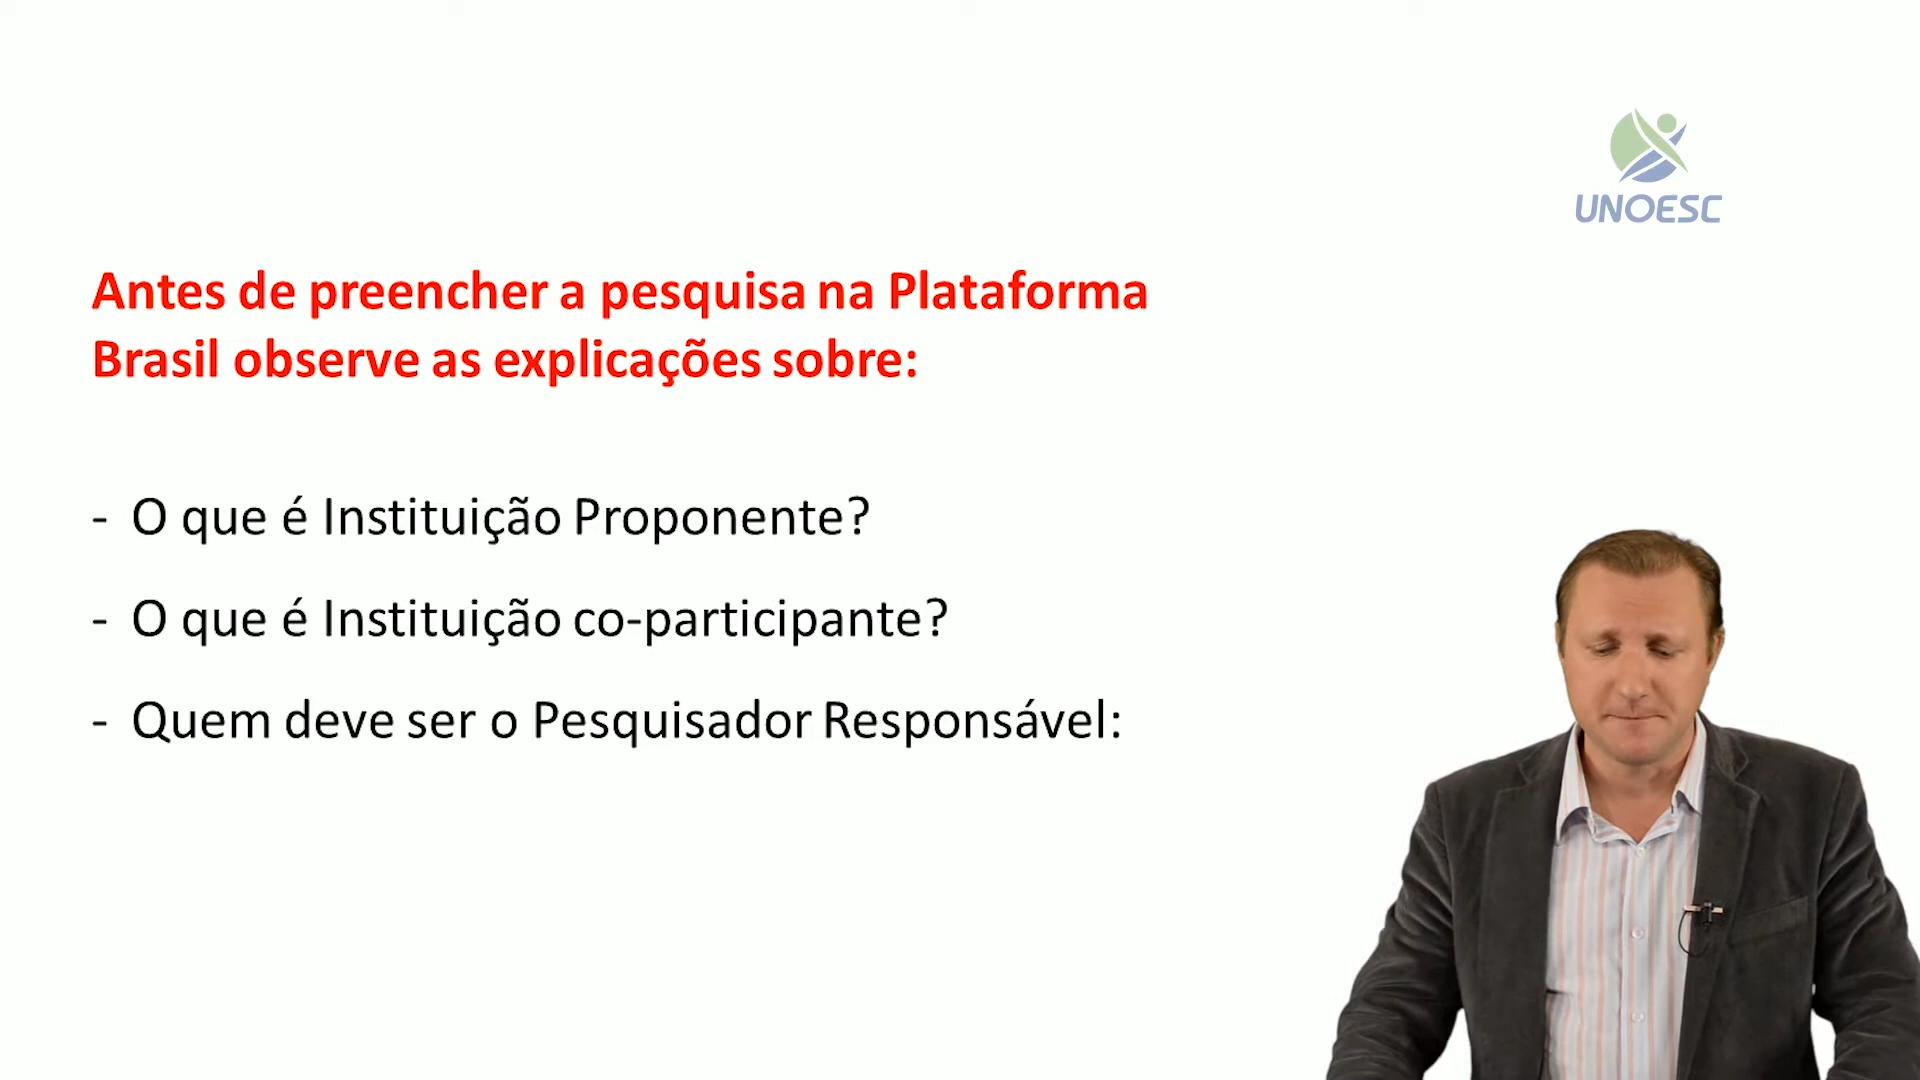 UNOESC
Antes de preencher a pesquisa na Plataforma
Brasil observe as explicações sobre:
- O que é Instituição Proponente?
- O que é Instituição co-participante?
- Quem deve ser o Pesquisador Responsável: